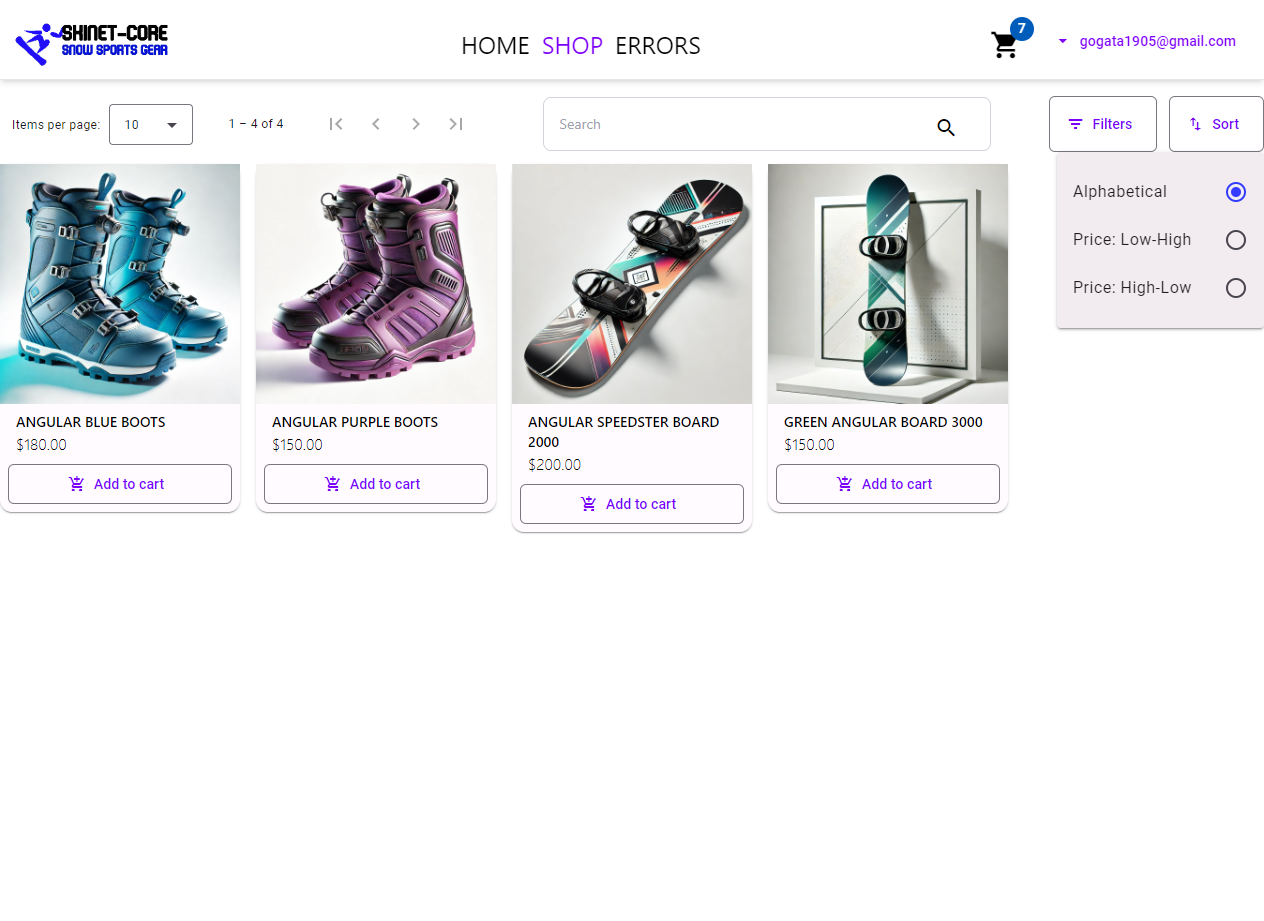 SKINET-CORE
SNOW SPORTS GEAR
HOME SHOP ERRORS
7
gogata1905@gmail.com
Items per page: 10
1 – 4 of 4
Search
Filters
Sort
Alphabetical
Price: Low-High
Price: High-Low
ANGULAR BLUE BOOTS
$180.00
Add to cart
ANGULAR PURPLE BOOTS
$150.00
Add to cart
ANGULAR SPEEDSTER BOARD
2000
$200.00
Add to cart
GREEN ANGULAR BOARD 3000
$150.00
Add to cart